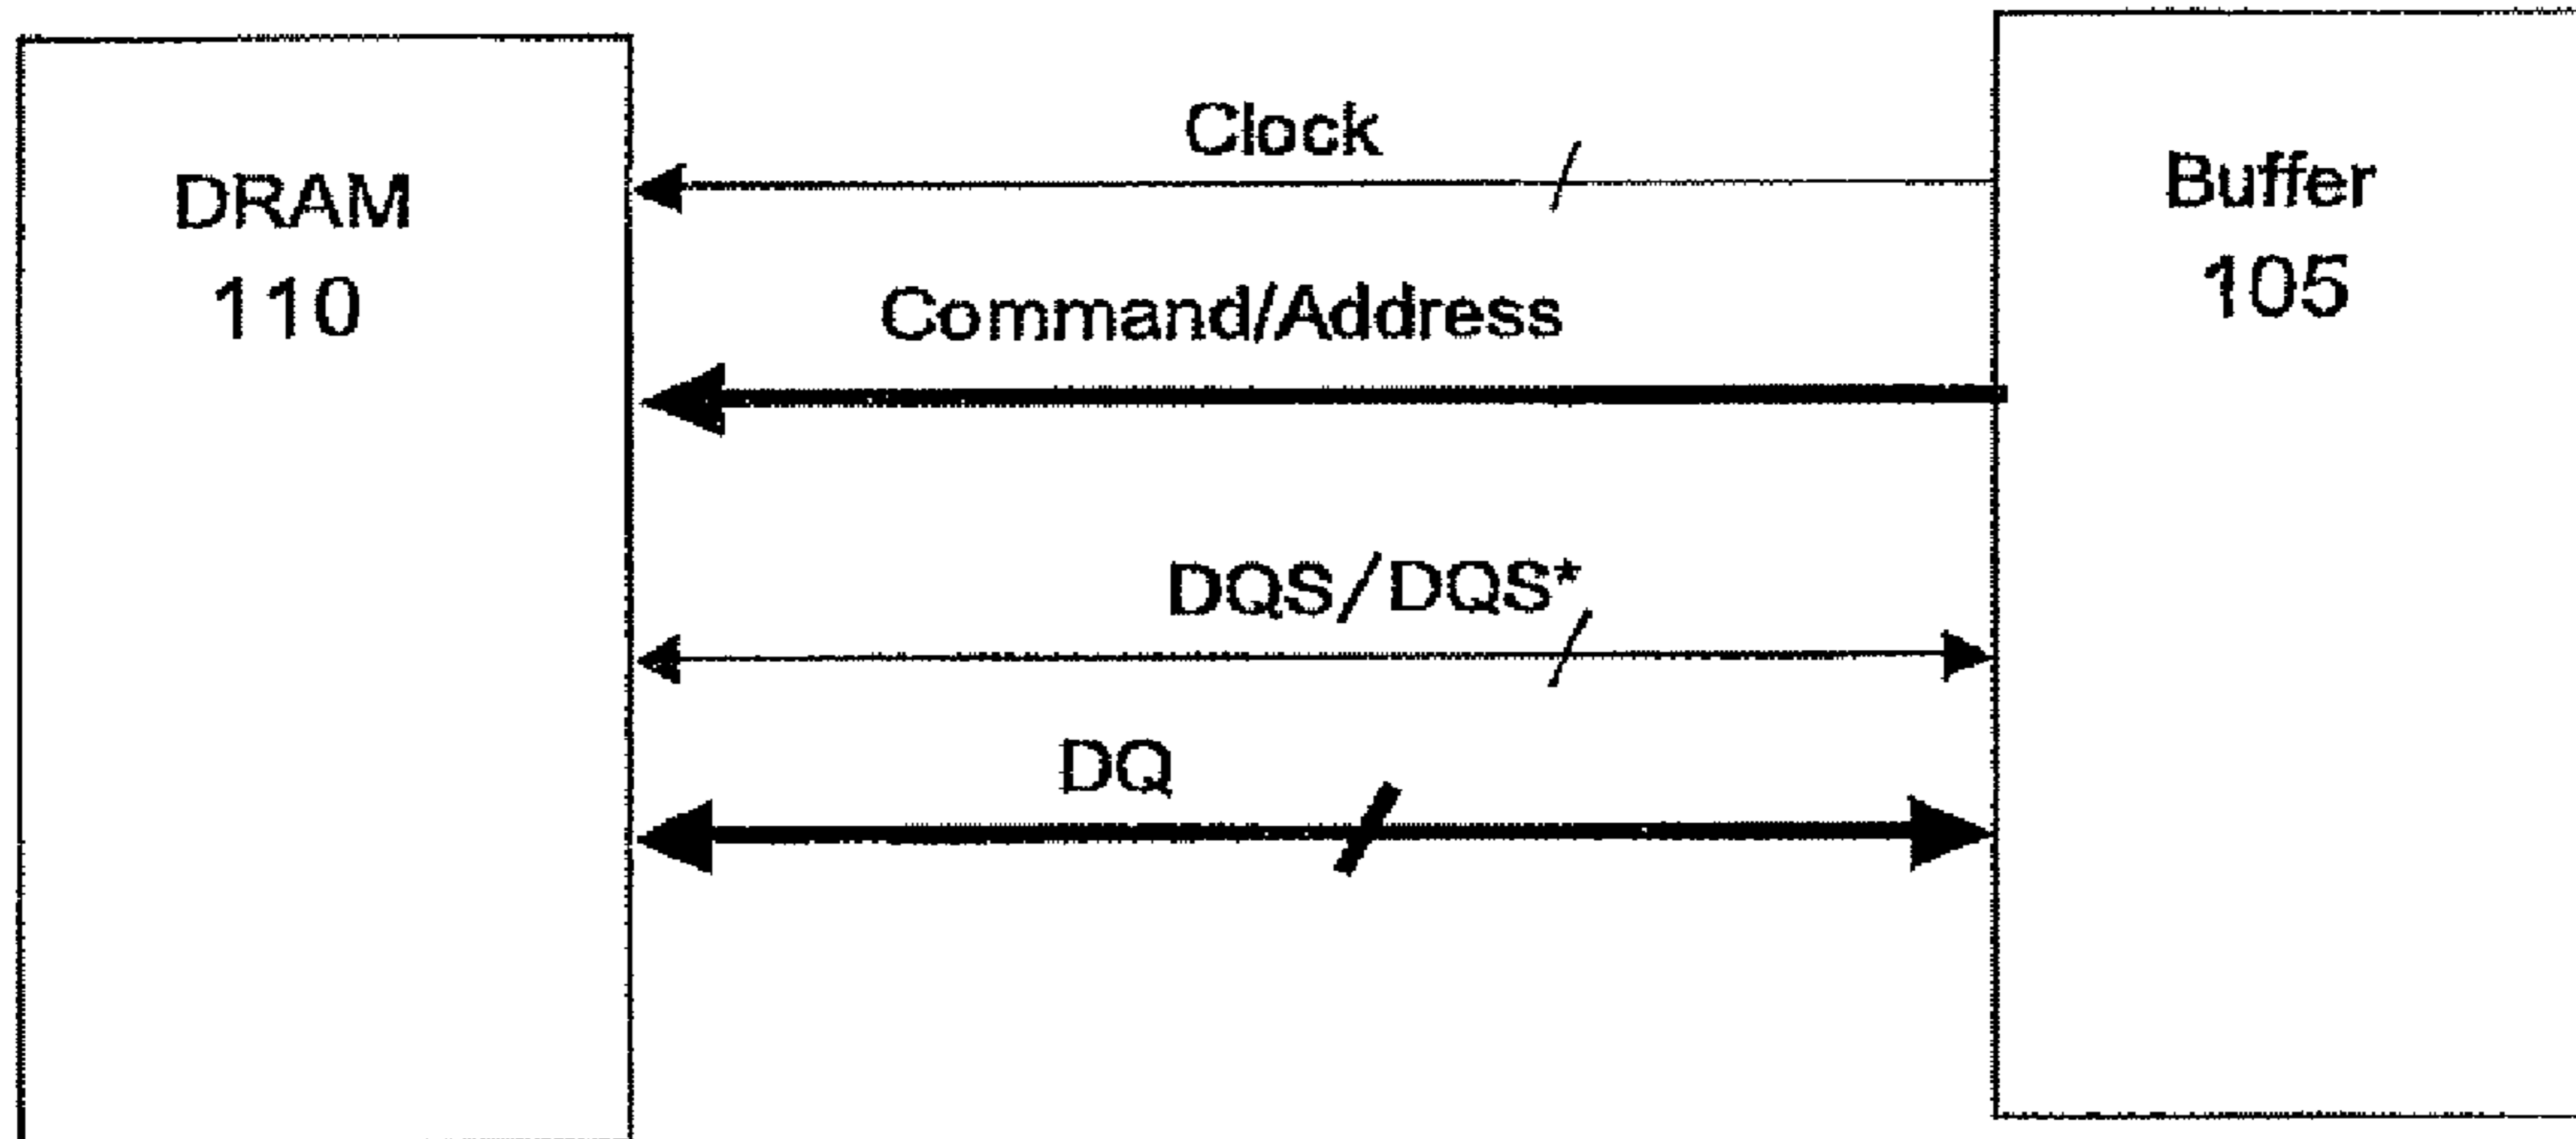 DRAM
110
Clock
Command/Address
DQS/DQS*
DQ
Buffer
105